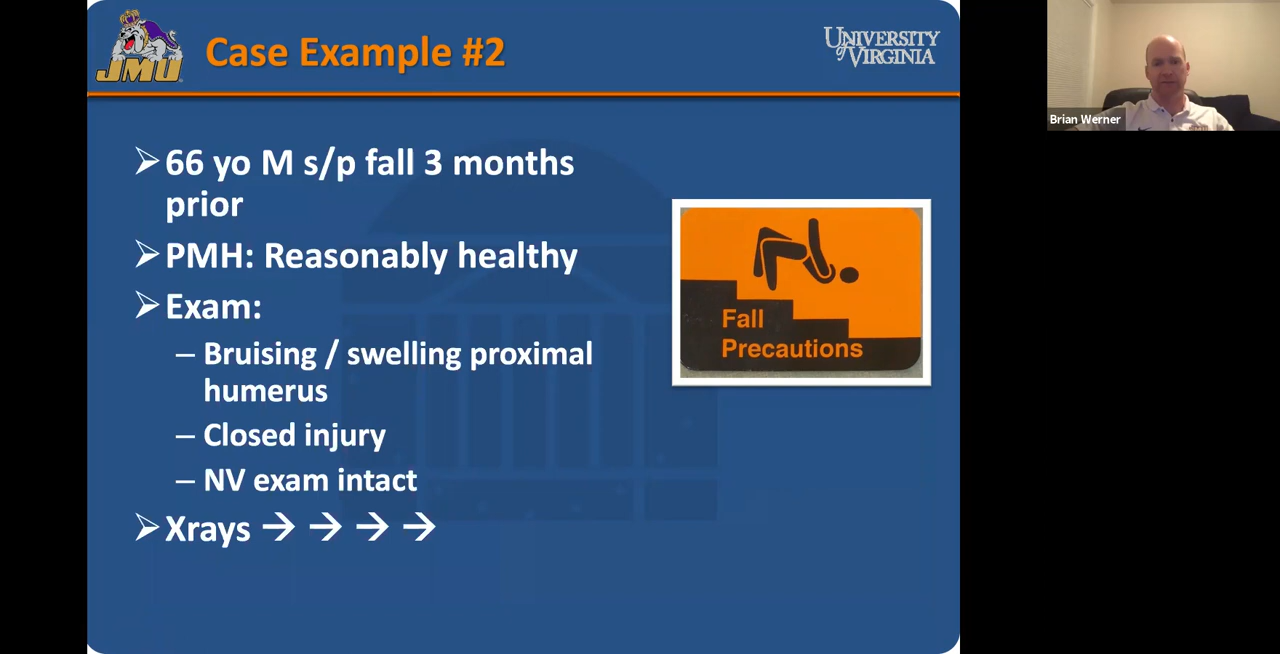 JMU
Case Example #2
UNIVERSITY
of VIRGINIA
Brian Werner
➢66 yo M s/p fall 3 months
prior
➢PMH: Reasonably healthy
➢Exam:
– Bruising / swelling proximal
humerus
– Closed injury
– NV exam intact
➢Xrays → → → →
Fall
Precautions